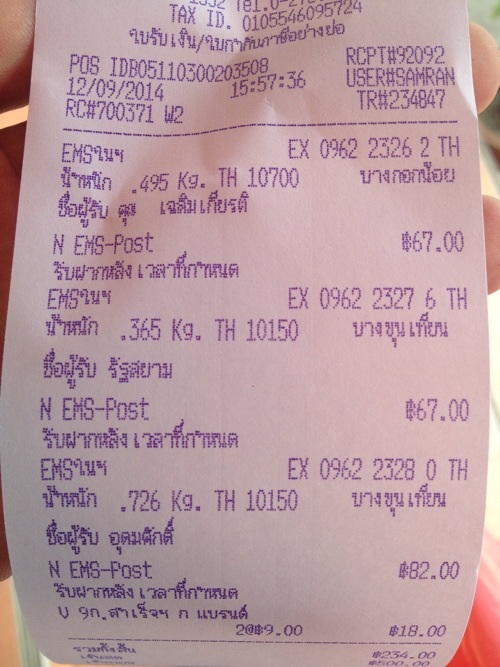 TAX ID. 0105546095724
ใบรับเงิน/ใบกำกับภาษีอย่างย่อ
POS IDB05110300203508 RCPT#92092
12/09/2014 15:57:36 USER#SAMRAN
RC#700371 W2 TR#234847
EMSในฯ EX 0962 2326 2 TH
น้ำหนัก .495 Kg. TH 10700 บางกอกน้อย
ชื่อผู้รับ คุณ เฉลิมเกียรติ
N EMS-Post ฿67.00
รับฝากหลังเวลาที่กำหนด
EMSในฯ EX 0962 2327 6 TH
น้ำหนัก .365 Kg. TH 10150 บางขุนเทียน
ชื่อผู้รับ รัฐสยาม
N EMS-Post ฿67.00
รับฝากหลังเวลาที่กำหนด
EMSในฯ EX 0962 2328 0 TH
น้ำหนัก .726 Kg. TH 10150 บางขุนเทียน
ชื่อผู้รับ อุดมศักดิ์
N EMS-Post ฿82.00
รับฝากหลังเวลาที่กำหนด
ข 9ก.สำเร็จฯ ก แบรนด์
2@฿9.00 ฿18.00
รวมทั้งสิ้น ฿234.00
เงินสด ฿500.00